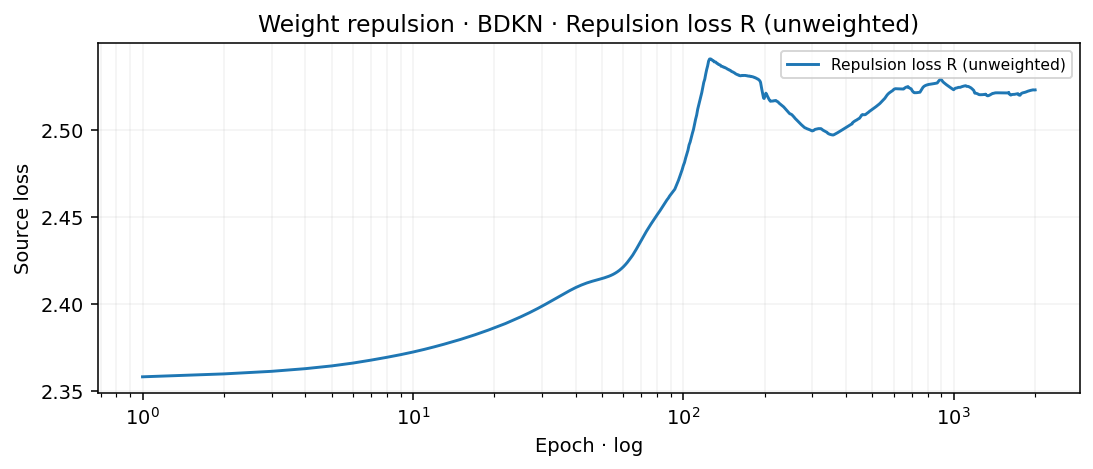 Weight repulsion · BDKN · Repulsion loss R (unweighted)
Repulsion loss R (unweighted)
Source loss
2.50
2.45
2.40
2.35
10⁰
10¹
10²
10³
Epoch · log